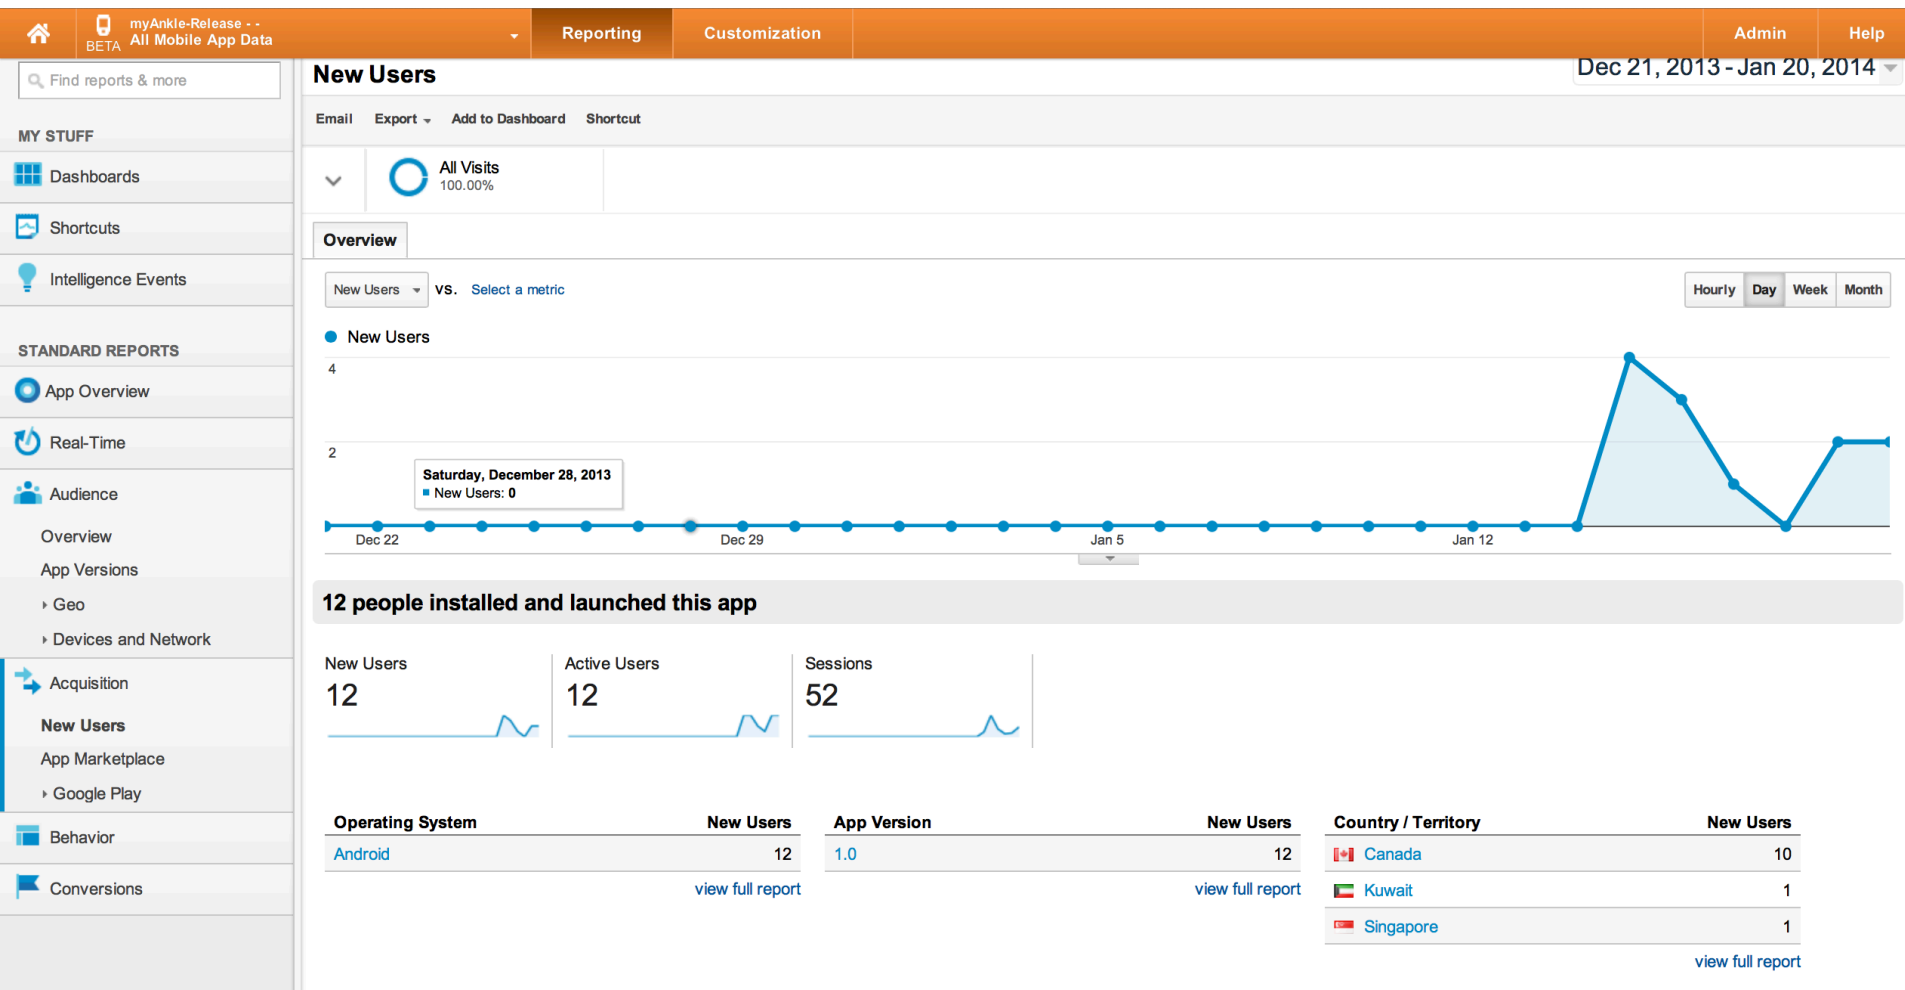 myAnkle-Release - -
BETA All Mobile App Data
Reporting
Customization
Admin
Help
Find reports & more
New Users
Dec 21, 2013 - Jan 20, 2014
Email Export Add to Dashboard Shortcut
MY STUFF
Dashboards
Shortcuts
Intelligence Events
STANDARD REPORTS
App Overview
Real-Time
Audience
Overview
App Versions
Geo
Devices and Network
Acquisition
New Users
App Marketplace
Google Play
Behavior
Conversions
All Visits
100.00%
Overview
New Users VS. Select a metric
Hourly Day Week Month
New Users
4
2
Saturday, December 28, 2013
New Users: 0
Dec 22 Dec 29 Jan 5 Jan 12
12 people installed and launched this app
New Users
12
Active Users
12
Sessions
52
Operating System New Users
Android 12
view full report
App Version New Users
1.0 12
view full report
Country / Territory New Users
Canada 10
Kuwait 1
Singapore 1
view full report